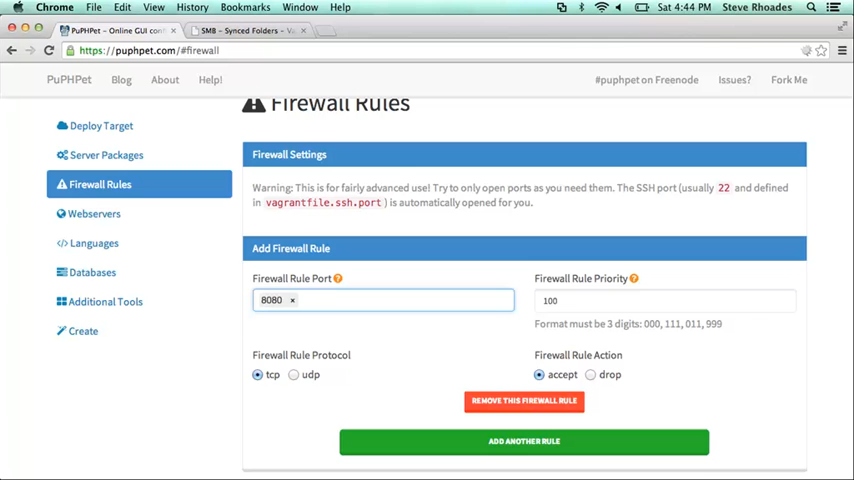 Chrome File Edit View History Bookmarks Window Help Sat 4:44 PM Steve Rhoades
PuPHPet – Online GUI con SMB – Synced Folders – Va
https://puphpet.com/#firewall
PuPHPet Blog About Help! #puphpet on Freenode Issues? Fork Me
Firewall Rules
Deploy Target
Server Packages
Firewall Rules
Webservers
Languages
Databases
Additional Tools
Create
Firewall Settings
Warning: This is for fairly advanced use! Try to only open ports as you need them. The SSH port (usually 22 and defined
in vagrantfile.ssh.port ) is automatically opened for you.
Add Firewall Rule
Firewall Rule Port ? Firewall Rule Priority ?
8080 × 100
Format must be 3 digits: 000, 111, 011, 999
Firewall Rule Protocol Firewall Rule Action
tcp udp accept drop
REMOVE THIS FIREWALL RULE
ADD ANOTHER RULE